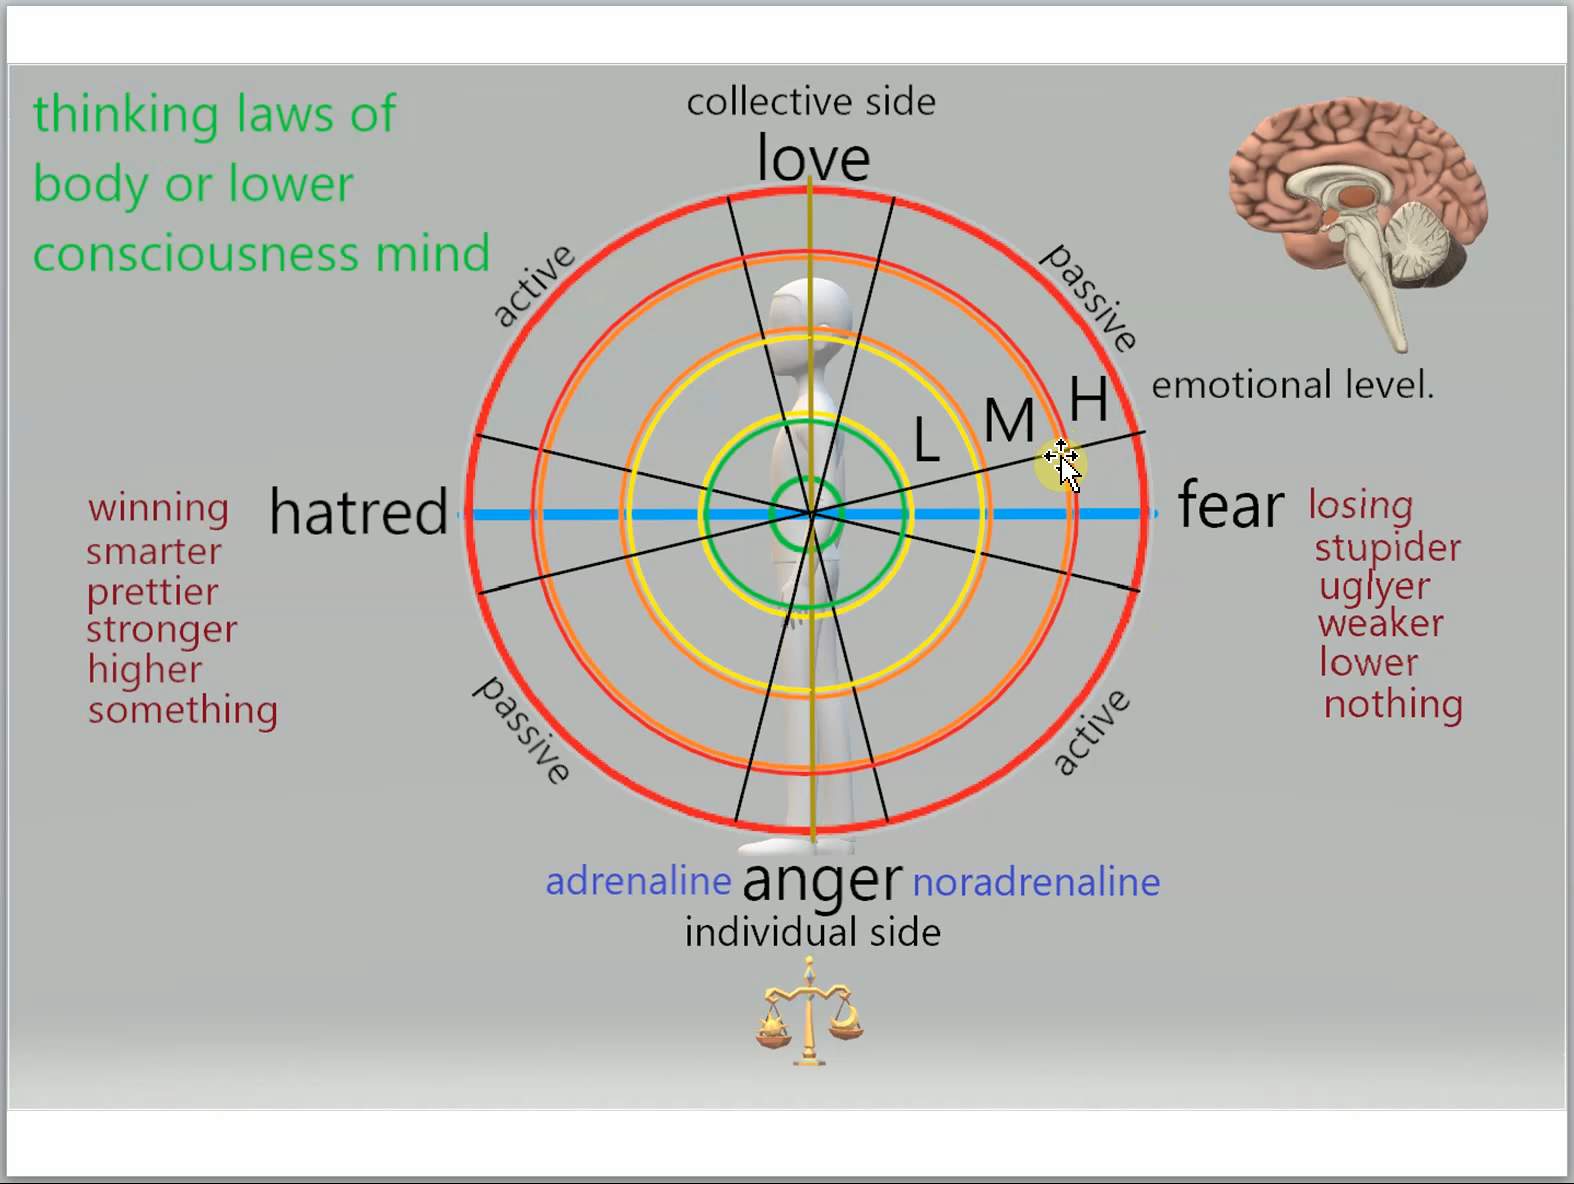 thinking laws of
body or lower
consciousness mind
collective side
love
active
passive
emotional level.
L M H
hatred
winning
smarter
prettier
stronger
higher
something
fear
losing
stupider
uglyer
weaker
lower
nothing
passive
active
adrenaline anger noradrenaline
individual side